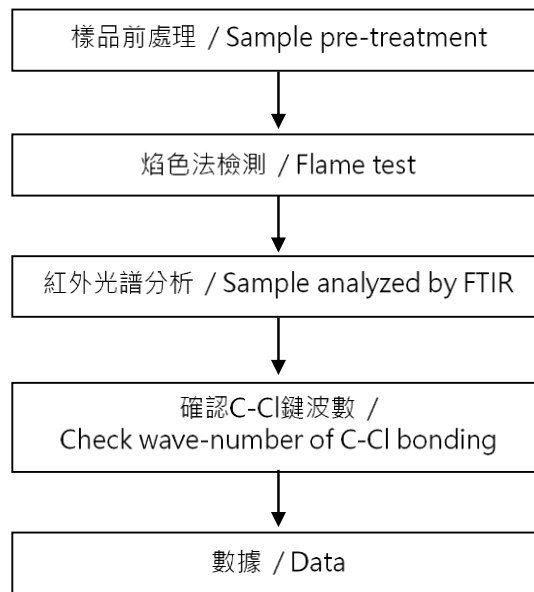 樣品前處理 / Sample pre-treatment
焰色法檢測 / Flame test
紅外光譜分析 / Sample analyzed by FTIR
確認C-Cl鍵波數 /
Check wave-number of C-Cl bonding
數據 / Data